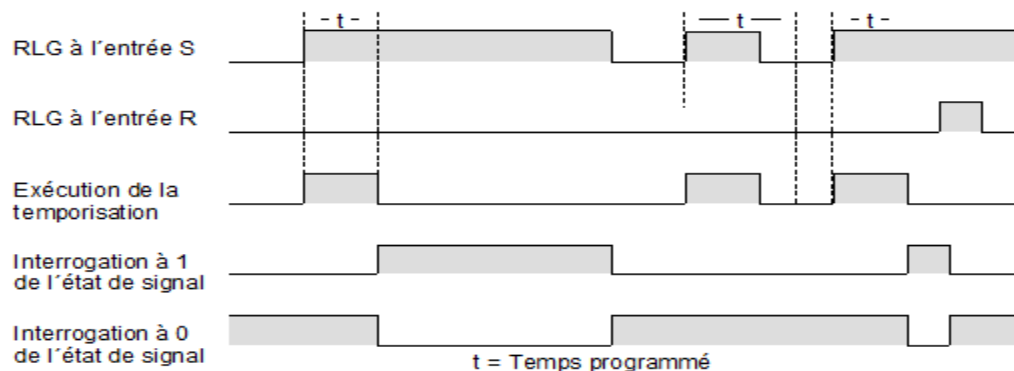 - t -
— t —
- t -
RLG à l´entrée S
RLG à l´entrée R
Exécution de la
temporisation
Interrogation à 1
de l´état de signal
Interrogation à 0
de l´état de signal
t = Temps programmé